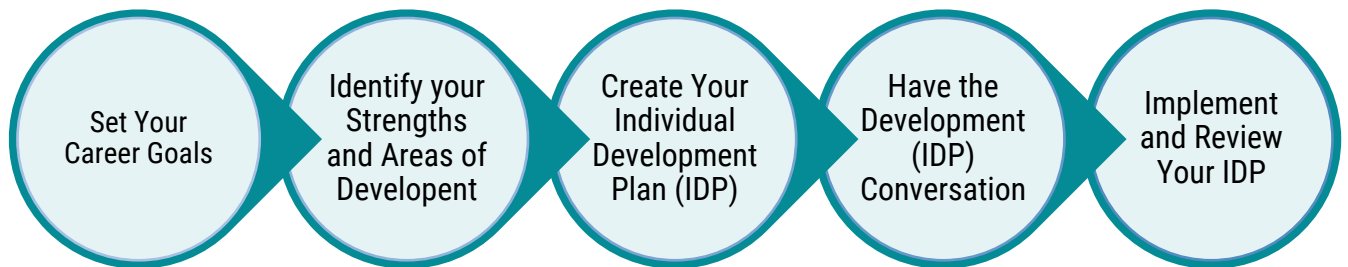 Set Your
Career Goals
Identify your
Strengths
and Areas of
Developent
Create Your
Individual
Development
Plan (IDP)
Have the
Development
(IDP)
Conversation
Implement
and Review
Your IDP